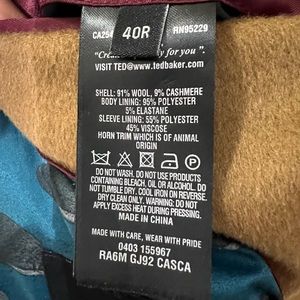 40R
RN95229
VISIT TED@WWW.TEDBAKER.COM
SHELL: 91% WOOL, 9% CASHMERE
BODY LINING: 95% POLYESTER
5% ELASTANE
SLEEVE LINING: 55% POLYESTER
45% VISCOSE
HORN TRIM WHICH IS OF ANIMAL
ORIGIN
DO NOT WASH. DO NOT USE PRODUCTS
CONTAINING BLEACH, OIL OR ALCOHOL. DO
NOT TUMBLE DRY. COOL IRON ON REVERSE.
DRY CLEAN ONLY. WARNING: DO NOT
APPLY EXCESS HEAT DURING PRESSING.
MADE IN CHINA
MADE WITH CARE, WEAR WITH PRIDE
0403 155967
RA6M GJ92 CASCA